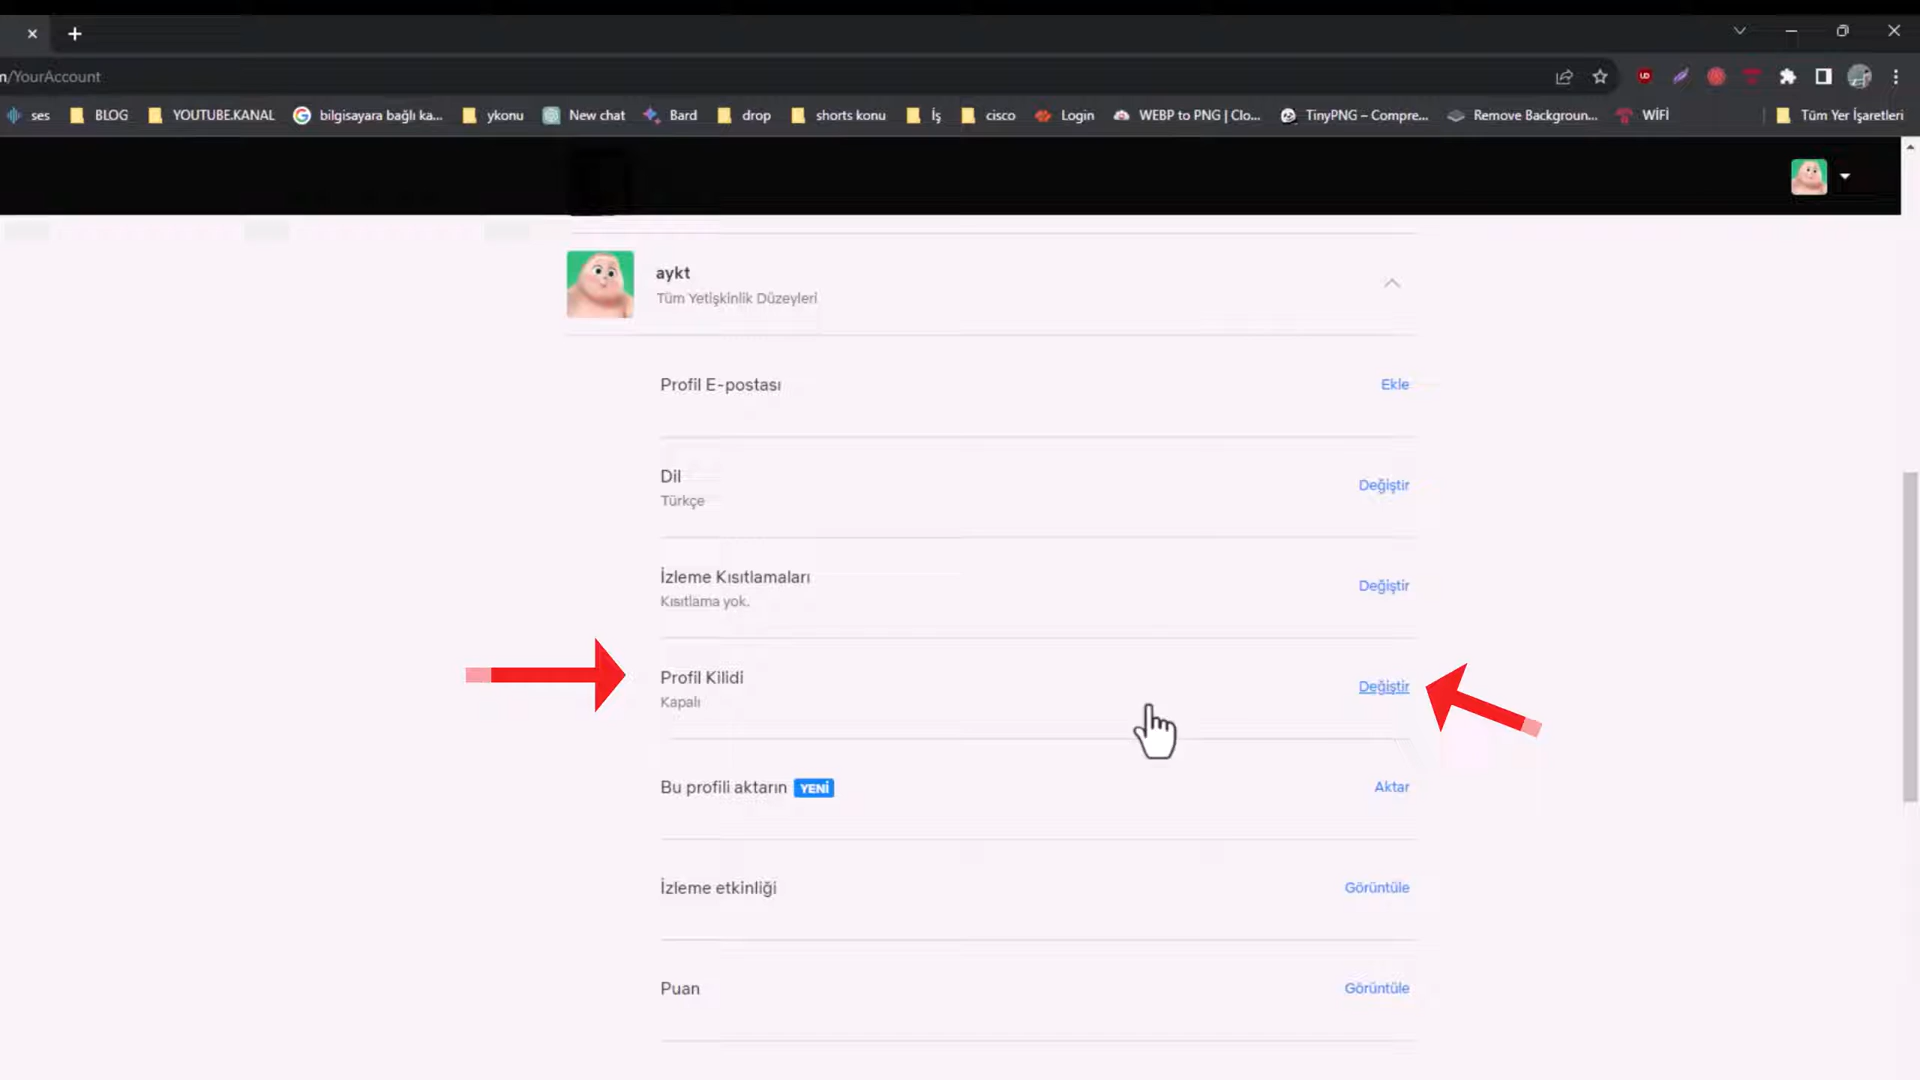 n/YourAccount
ses BLOG YOUTUBE.KANAL bilgisayara bağlı ka... ykonu New chat Bard drop shorts konu İş cisco Login WEBP to PNG | Clo... TinyPNG – Compre... Remove Backgroun... WİFİ Tüm Yer İşaretleri
aykt
Tüm Yetişkinlik Düzeyleri
Profil E-postası Ekle
Dil
Türkçe
Değiştir
İzleme Kısıtlamaları
Kısıtlama yok.
Değiştir
Profil Kilidi
Kapalı
Değiştir
Bu profili aktarın YENİ Aktar
İzleme etkinliği Görüntüle
Puan Görüntüle